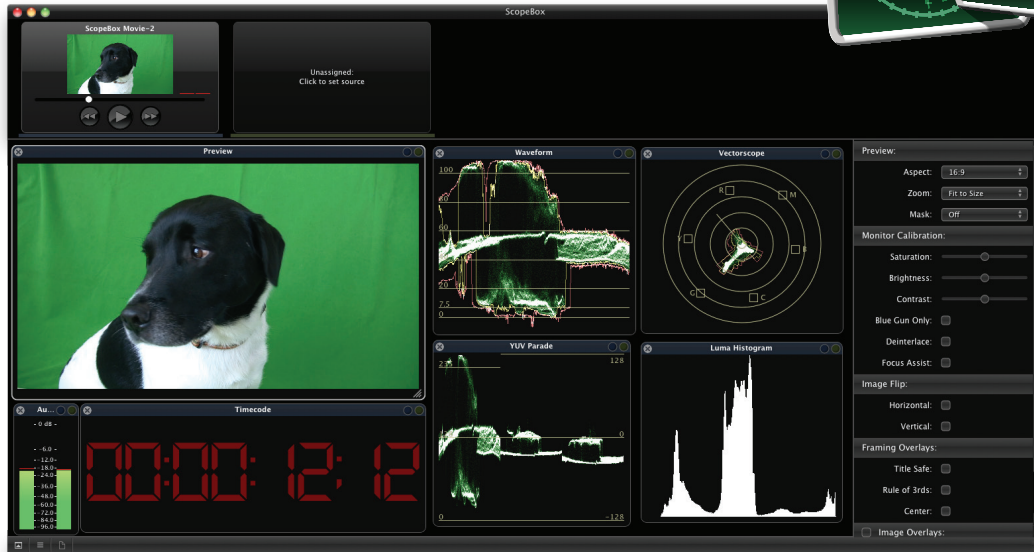 ScopeBox
ScopeBox Movie-2
Unassigned:
Click to set source
Preview
Waveform
100
80
60
20
7.5
0
Vectorscope
R
M
Y
B
G
C
Preview:
Aspect: 16:9
Zoom: Fit to Size
Mask: Off
Monitor Calibration:
Saturation:
Brightness:
Contrast:
Blue Gun Only:
Deinterlace:
Focus Assist:
Image Flip:
Horizontal:
Vertical:
Framing Overlays:
Title Safe:
Rule of 3rds:
Center:
Image Overlays:
YUV Parade
128
0
0
-128
Luma Histogram
Au...
- 0 dB -
-6.0 -
-12.0-
-18.0-
-24.0-
-36.0-
-48.0-
-60.0-
-72.0-
-84.0-
-96.0-
Timecode
00:00:12;12